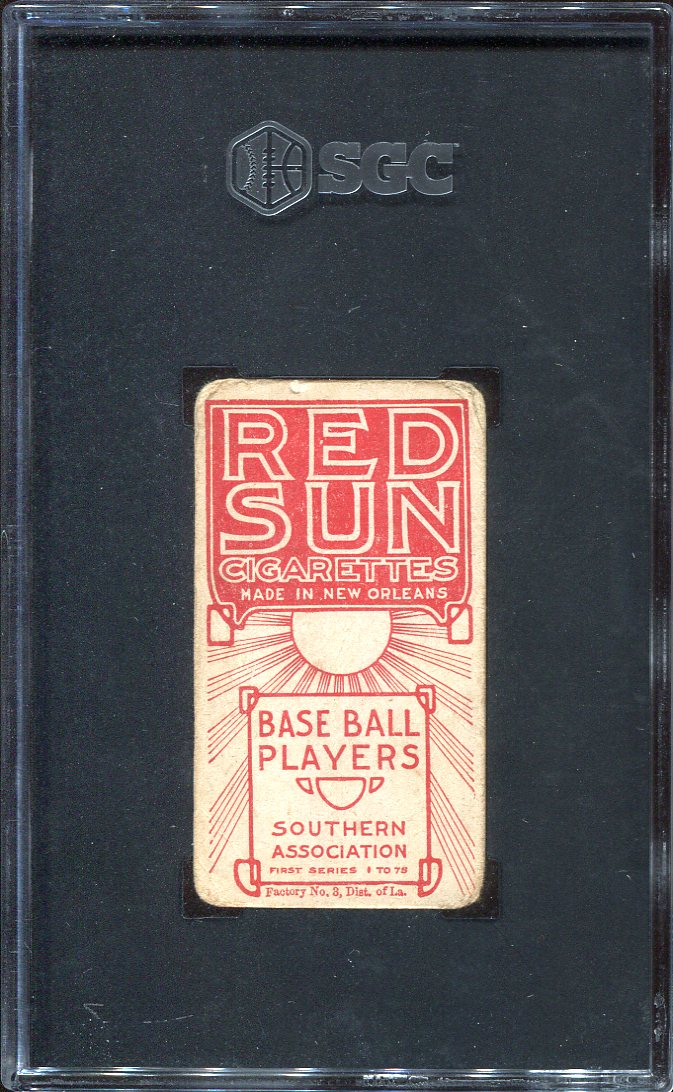 SGC
RED
SUN
CIGARETTES
MADE IN NEW ORLEANS
BASE BALL
PLAYERS
SOUTHERN
ASSOCIATION
FIRST SERIES 1 TO 75
Factory No. 3, Dist. of La.